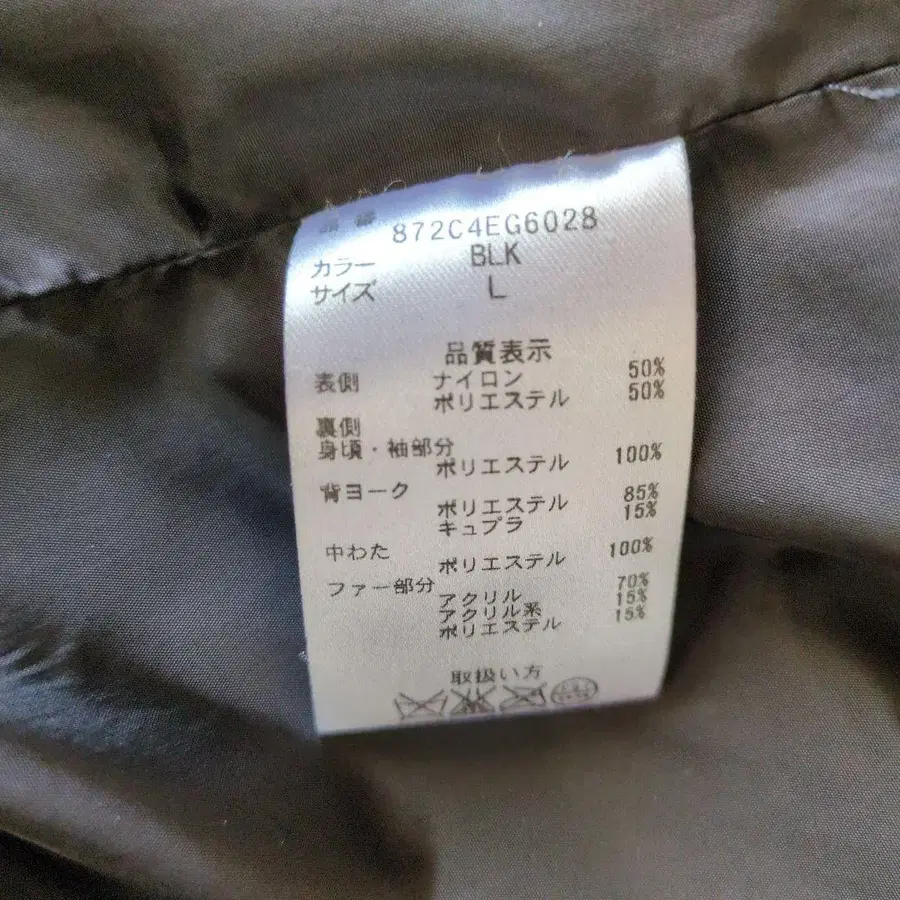 品番 872C4EG6028
カラー BLK
サイズ L
品質表示
表側 ナイロン 50%
ポリエステル 50%
裏側
身頃・袖部分
ポリエステル 100%
背ヨーク
ポリエステル 85%
キュプラ 15%
中わた
ポリエステル 100%
ファー部分
アクリル 70%
アクリル系 15%
ポリエステル 15%
取扱い方